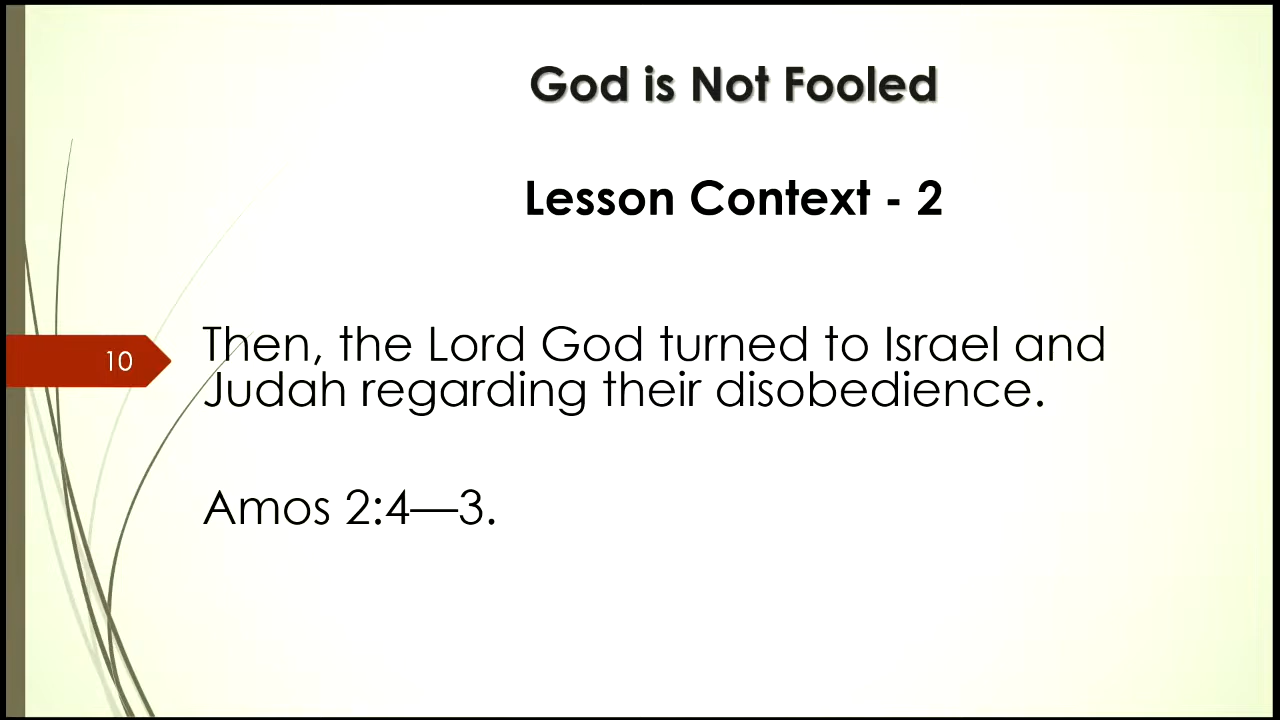 God is Not Fooled
Lesson Context - 2
10
Then, the Lord God turned to Israel and
Judah regarding their disobedience.
Amos 2:4—3.